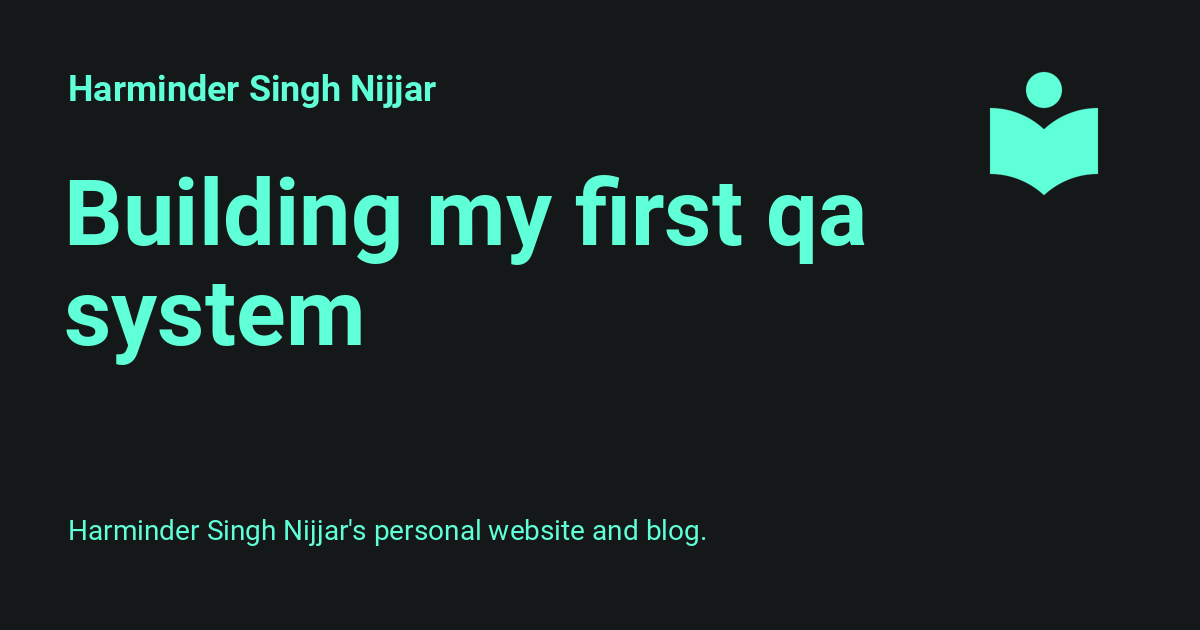 Harminder Singh Nijjar
Building my first qa
system
Harminder Singh Nijjar's personal website and blog.